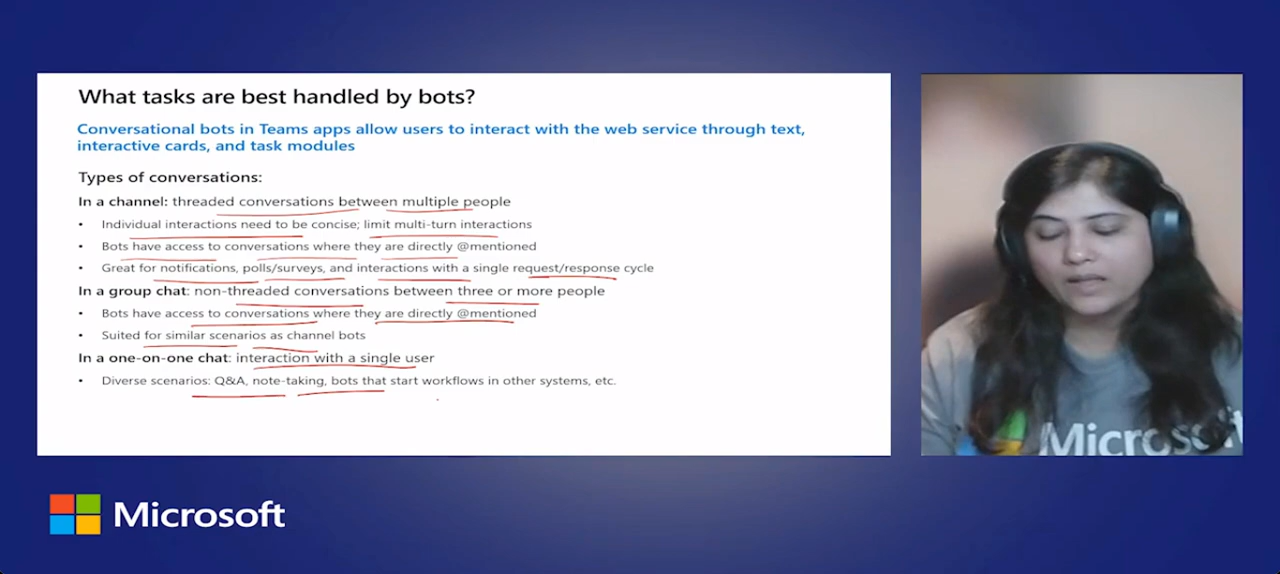 What tasks are best handled by bots?
Conversational bots in Teams apps allow users to interact with the web service through text,
interactive cards, and task modules
Types of conversations:
In a channel: threaded conversations between multiple people
• Individual interactions need to be concise; limit multi-turn interactions
• Bots have access to conversations where they are directly @mentioned
• Great for notifications, polls/surveys, and interactions with a single request/response cycle
In a group chat: non-threaded conversations between three or more people
• Bots have access to conversations where they are directly @mentioned
• Suited for similar scenarios as channel bots
In a one-on-one chat: interaction with a single user
• Diverse scenarios: Q&A, note-taking, bots that start workflows in other systems, etc.
Microsoft
Microsoft